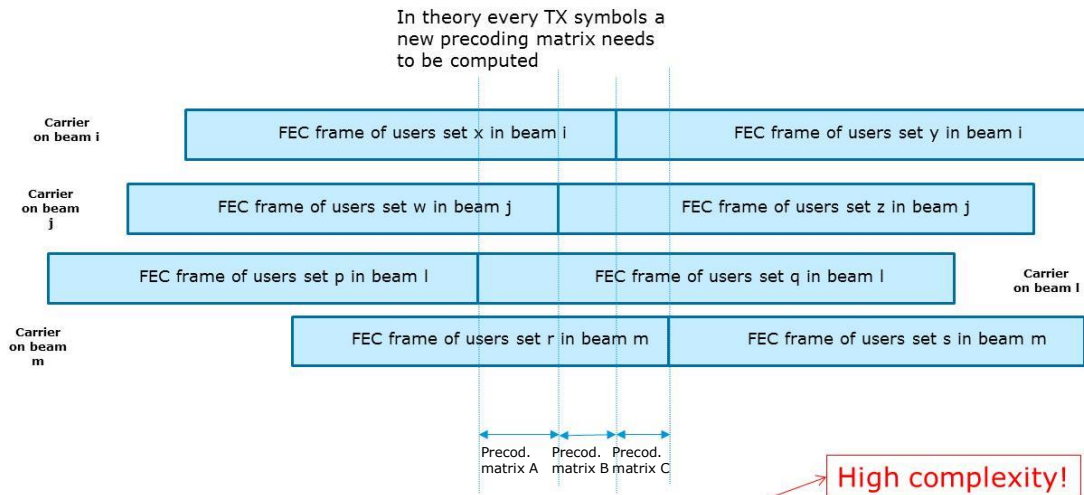 In theory every TX symbols a
new precoding matrix needs
to be computed
Carrier
on beam i
FEC frame of users set x in beam i
FEC frame of users set y in beam i
Carrier
on beam
j
FEC frame of users set w in beam j
FEC frame of users set z in beam j
FEC frame of users set p in beam l
FEC frame of users set q in beam l
Carrier
on beam l
Carrier
on beam
m
FEC frame of users set r in beam m
FEC frame of users set s in beam m
Precod.
matrix A
Precod.
matrix B
Precod.
matrix C
High complexity!